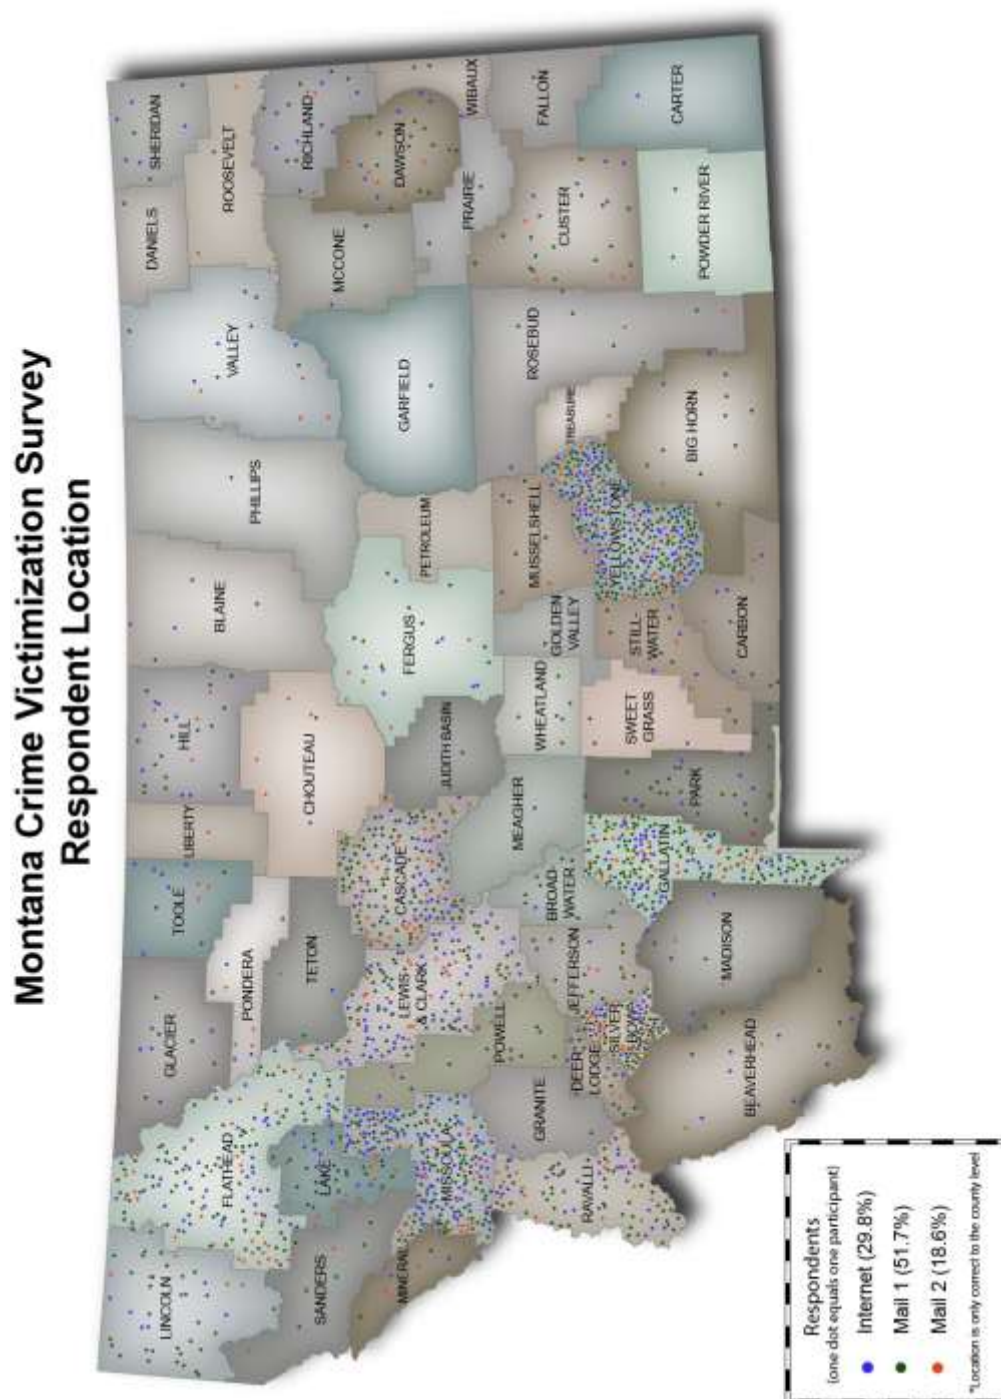 Montana Crime Victimization Survey
Respondent Location
LINCOLN
FLATHEAD
GLACIER
TOOLE
LIBERTY
HILL
BLAINE
PHILLIPS
VALLEY
DANIELS
SHERIDAN
ROOSEVELT
PONDERA
SANDERS
LAKE
TETON
CHOUTEAU
MCCONE
RICHLAND
MINERAL
MISSOULA
LEWIS
& CLARK
CASCADE
JUDITH BASIN
FERGUS
PETROLEUM
GARFIELD
DAWSON
WIBAUX
PRAIRIE
POWELL
GRANITE
MEAGHER
WHEATLAND
GOLDEN
VALLEY
MUSSELSHELL
ROSEBUD
TREASURE
CUSTER
FALLON
RAVALLI
DEER
LODGE
SILVER
BOW
JEFFERSON
BROAD-
WATER
GALLATIN
PARK
SWEET
GRASS
STILL-
WATER
YELLOWSTONE
BIG HORN
POWDER RIVER
CARTER
BEAVERHEAD
MADISON
CARBON
Respondents
(one dot equals one participant)
Internet (29.8%)
Mail 1 (51.7%)
Mail 2 (18.6%)
*Location is only correct to the county level